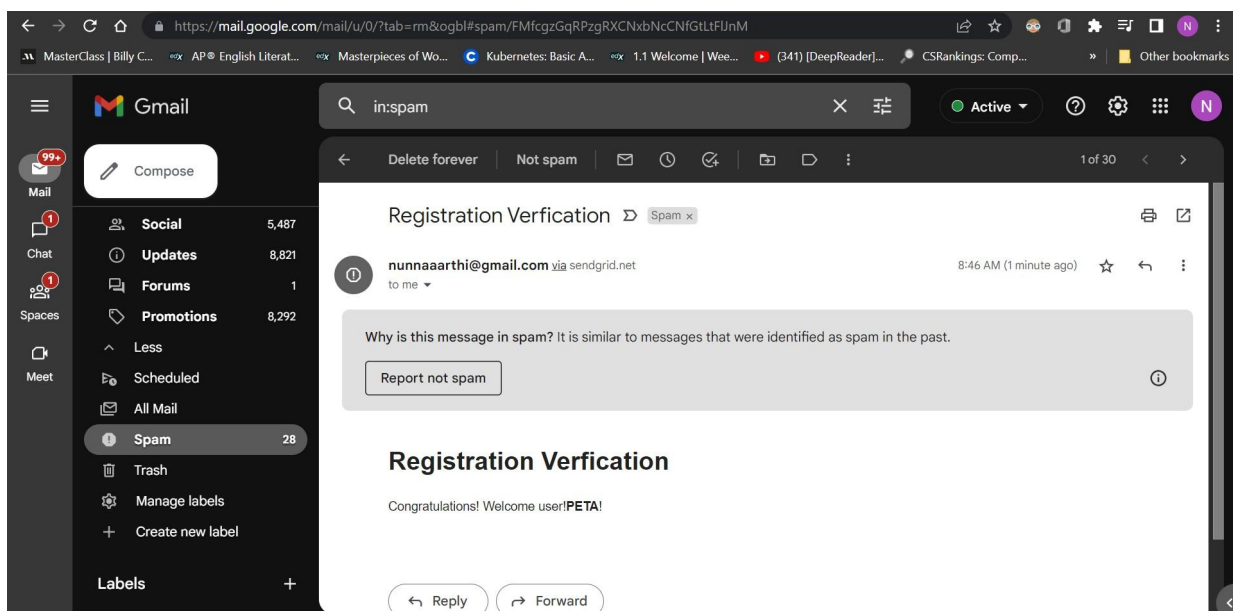 https://mail.google.com/mail/u/0/?tab=rm&ogbl#spam/FMfcgzGqRPzgRXCNxbNcCNfGtLtFlJnM
N
MasterClass | Billy C... edx AP® English Literat... edx Masterpieces of Wo... C Kubernetes: Basic A... edx 1.1 Welcome | Wee... (341) [DeepReader]... CSRankings: Comp... » Other bookmarks
Gmail
in:spam
Active
N
99+
Mail
Compose
Delete forever
Not spam
1 of 30
1
Chat
1
Spaces
Meet
Social 5,487
Updates 8,821
Forums 1
Promotions 8,292
Less
Scheduled
All Mail
Spam 28
Trash
Manage labels
Create new label
Labels +
Registration Verfication Spam x
nunnaaarthi@gmail.com via sendgrid.net 8:46 AM (1 minute ago)
to me
Why is this message in spam? It is similar to messages that were identified as spam in the past.
Report not spam
Registration Verfication
Congratulations! Welcome user!PETA!
Reply
Forward